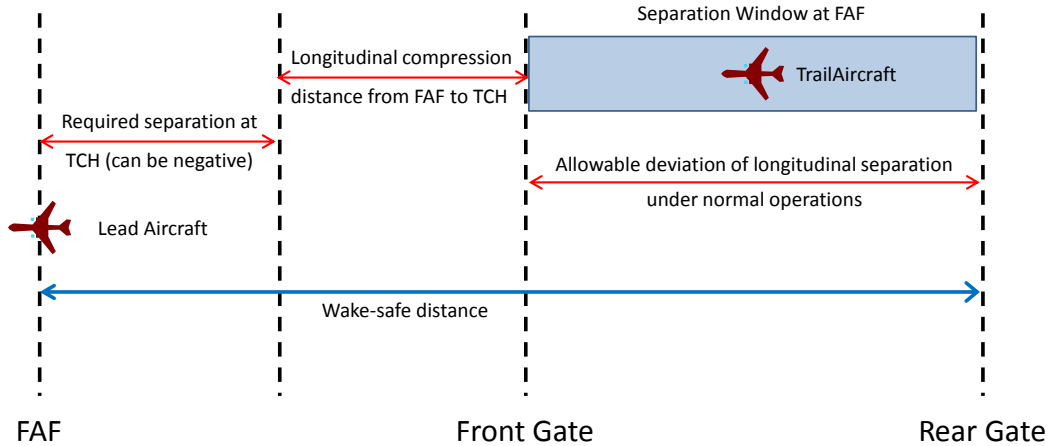 Separation Window at FAF
Longitudinal compression
distance from FAF to TCH
TrailAircraft
Required separation at
TCH (can be negative)
Allowable deviation of longitudinal separation
under normal operations
Lead Aircraft
Wake-safe distance
FAF
Front Gate
Rear Gate